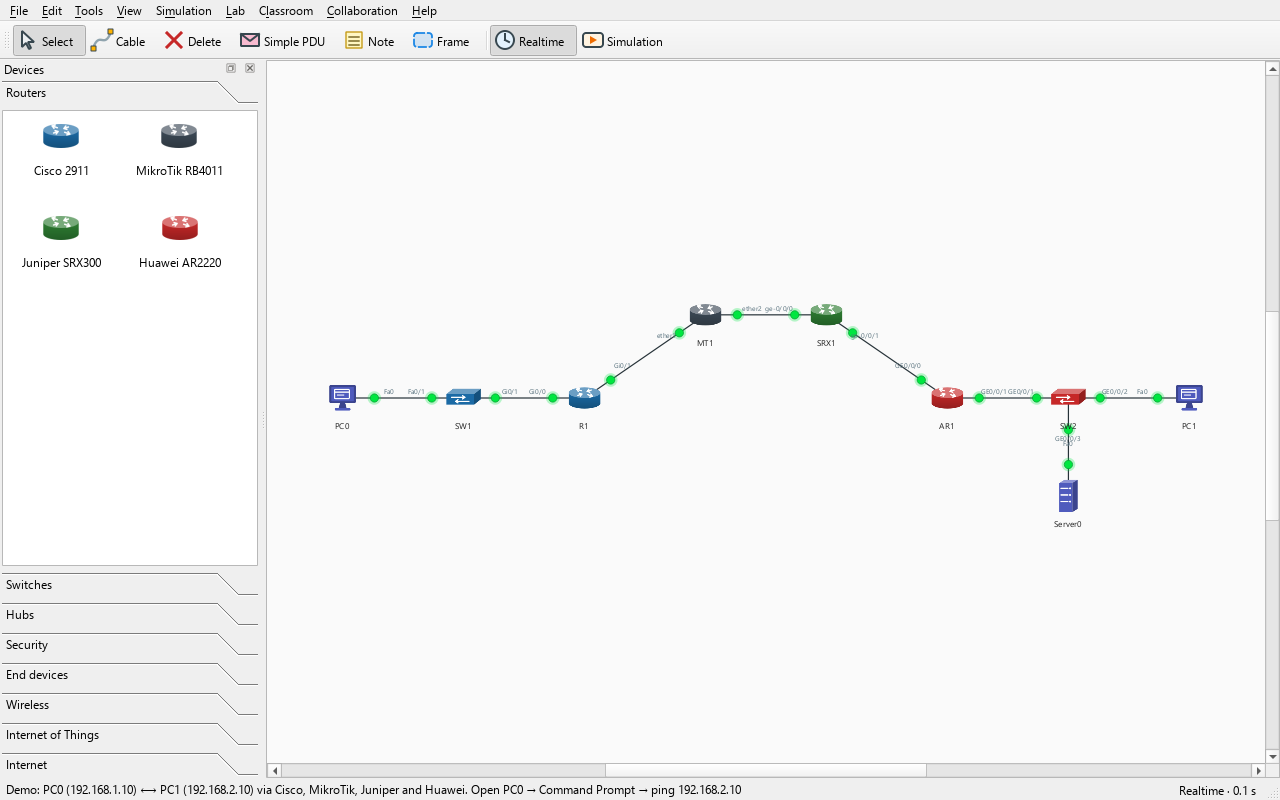 File Edit Tools View Simulation Lab Classroom Collaboration Help
Select Cable Delete Simple PDU Note Frame Realtime Simulation
Devices
Routers
Cisco 2911 MikroTik RB4011
Juniper SRX300 Huawei AR2220
Switches
Hubs
Security
End devices
Wireless
Internet of Things
Internet
ether2 ge-0/0/0
MT1 SRX1
Fa0 Fa0/1 Gi0/1 Gi0/0
GE0/0/1 GE0/0/1 GE0/0/2 Fa0
PC0 SW1 R1 AR1 SW2 PC1
Server0
Demo: PC0 (192.168.1.10) ⟷ PC1 (192.168.2.10) via Cisco, MikroTik, Juniper and Huawei. Open PC0 → Command Prompt → ping 192.168.2.10
Realtime · 0.1 s